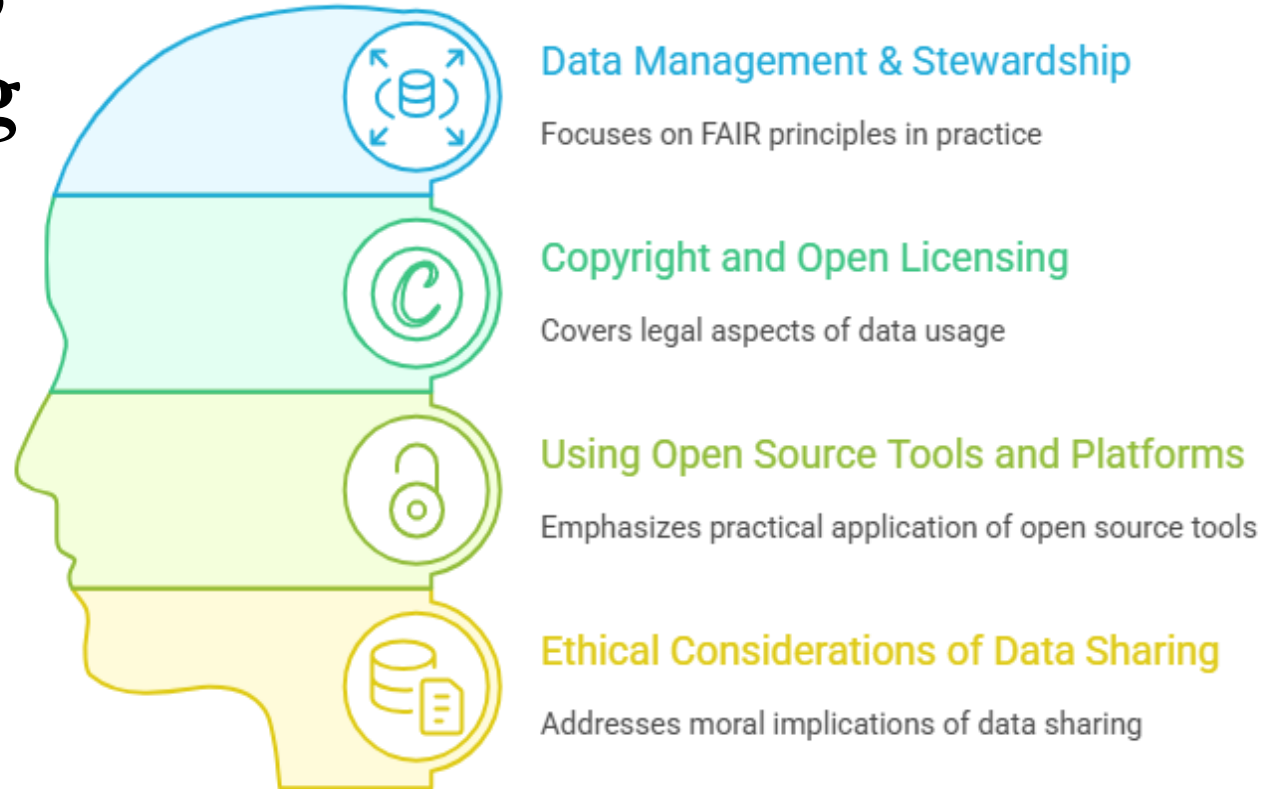 g
Data Management & Stewardship
Focuses on FAIR principles in practice
C
Copyright and Open Licensing
Covers legal aspects of data usage
Using Open Source Tools and Platforms
Emphasizes practical application of open source tools
Ethical Considerations of Data Sharing
Addresses moral implications of data sharing